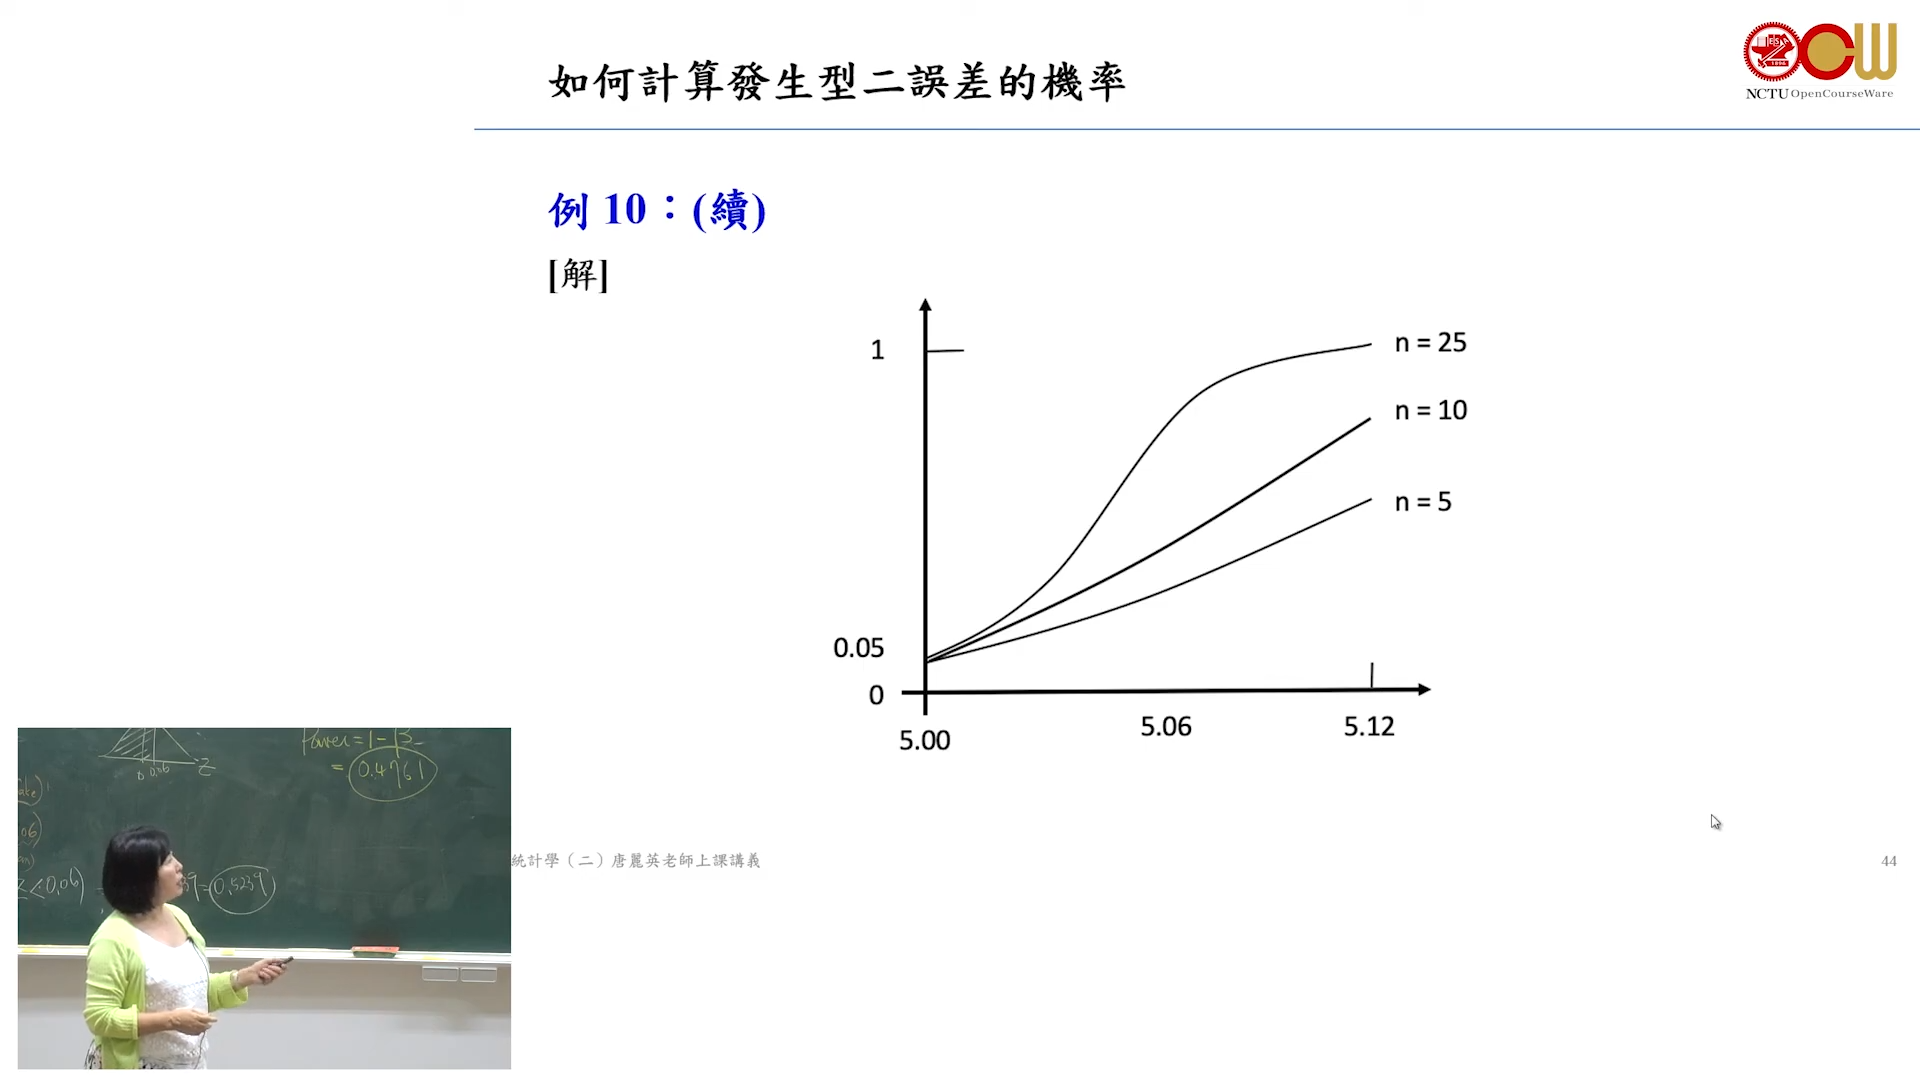 如何計算發生型二誤差的機率
NCTU OpenCourseWare
例 10：(續)
[解]
1
n = 25
n = 10
n = 5
0.05
0
5.00
5.06
5.12
Power = 1 - β
= 0.4761
0 0.06 Z
Z < 0.06)
= 0.5239
統計學（二）唐麗英老師上課講義
44